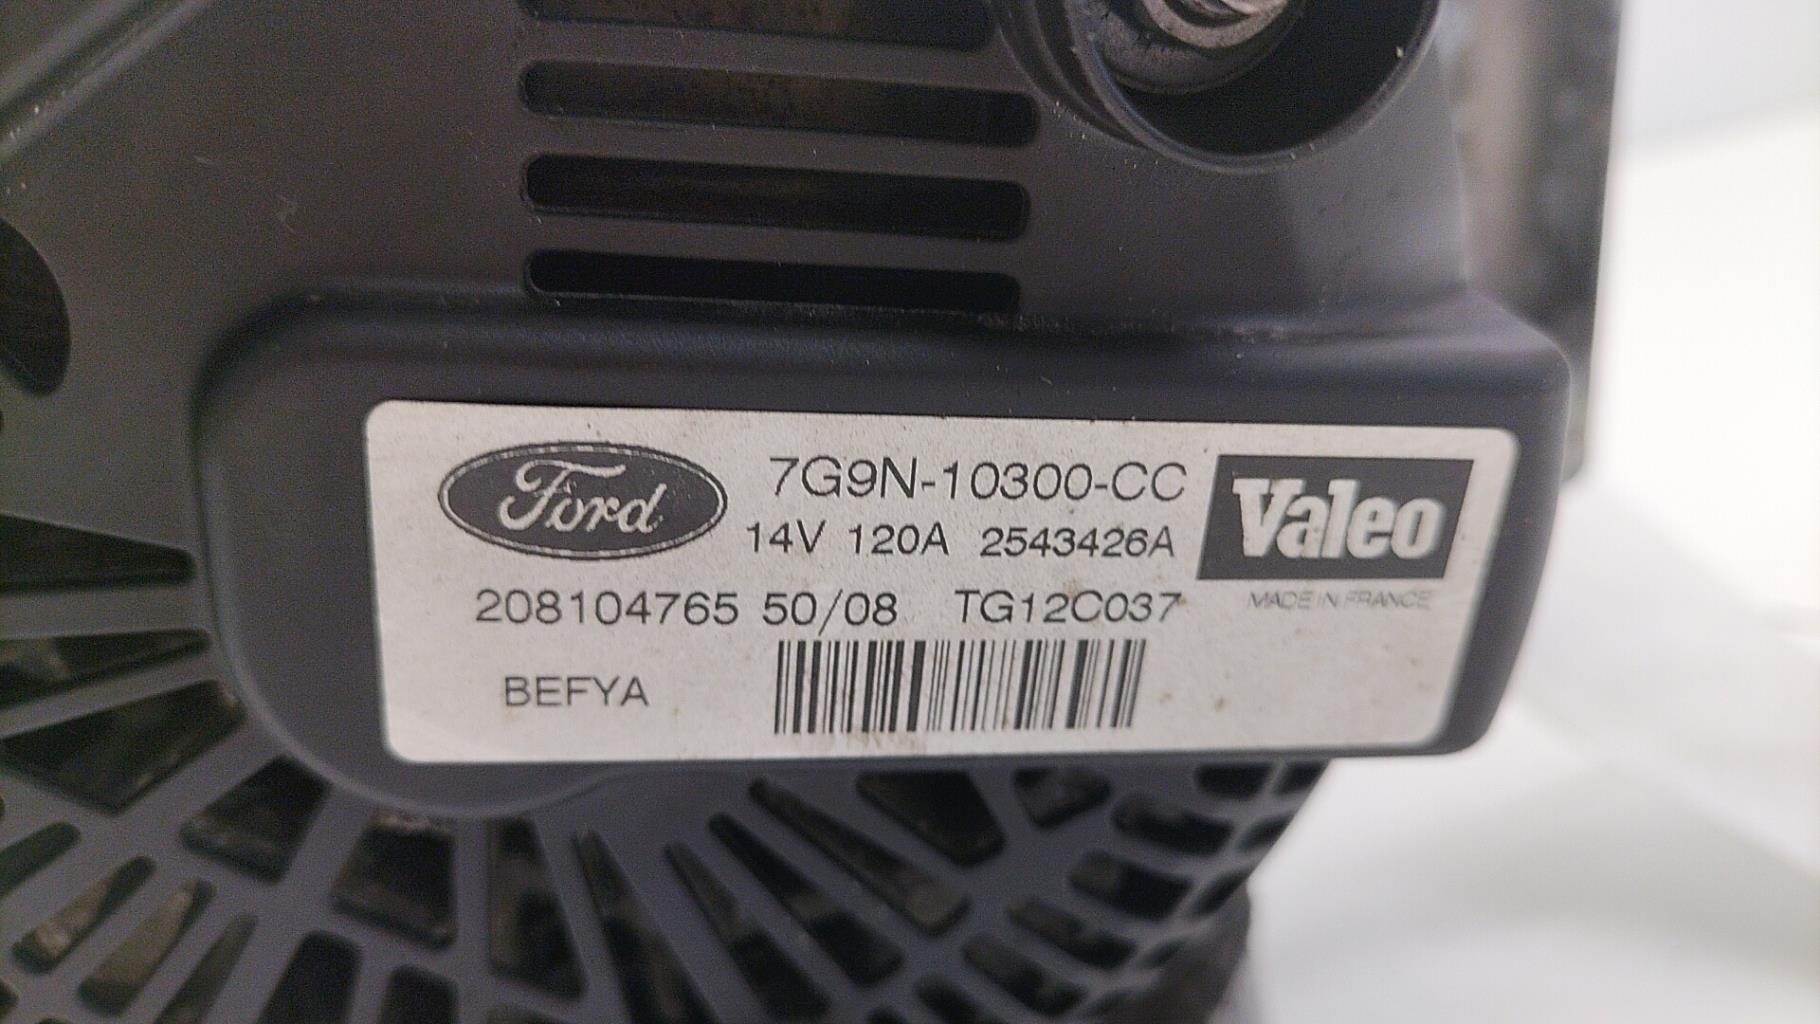 Ford 7G9N-10300-CC Valeo
14V 120A 2543426A
208104765 50/08 TG12C037 MADE IN FRANCE
BEFYA